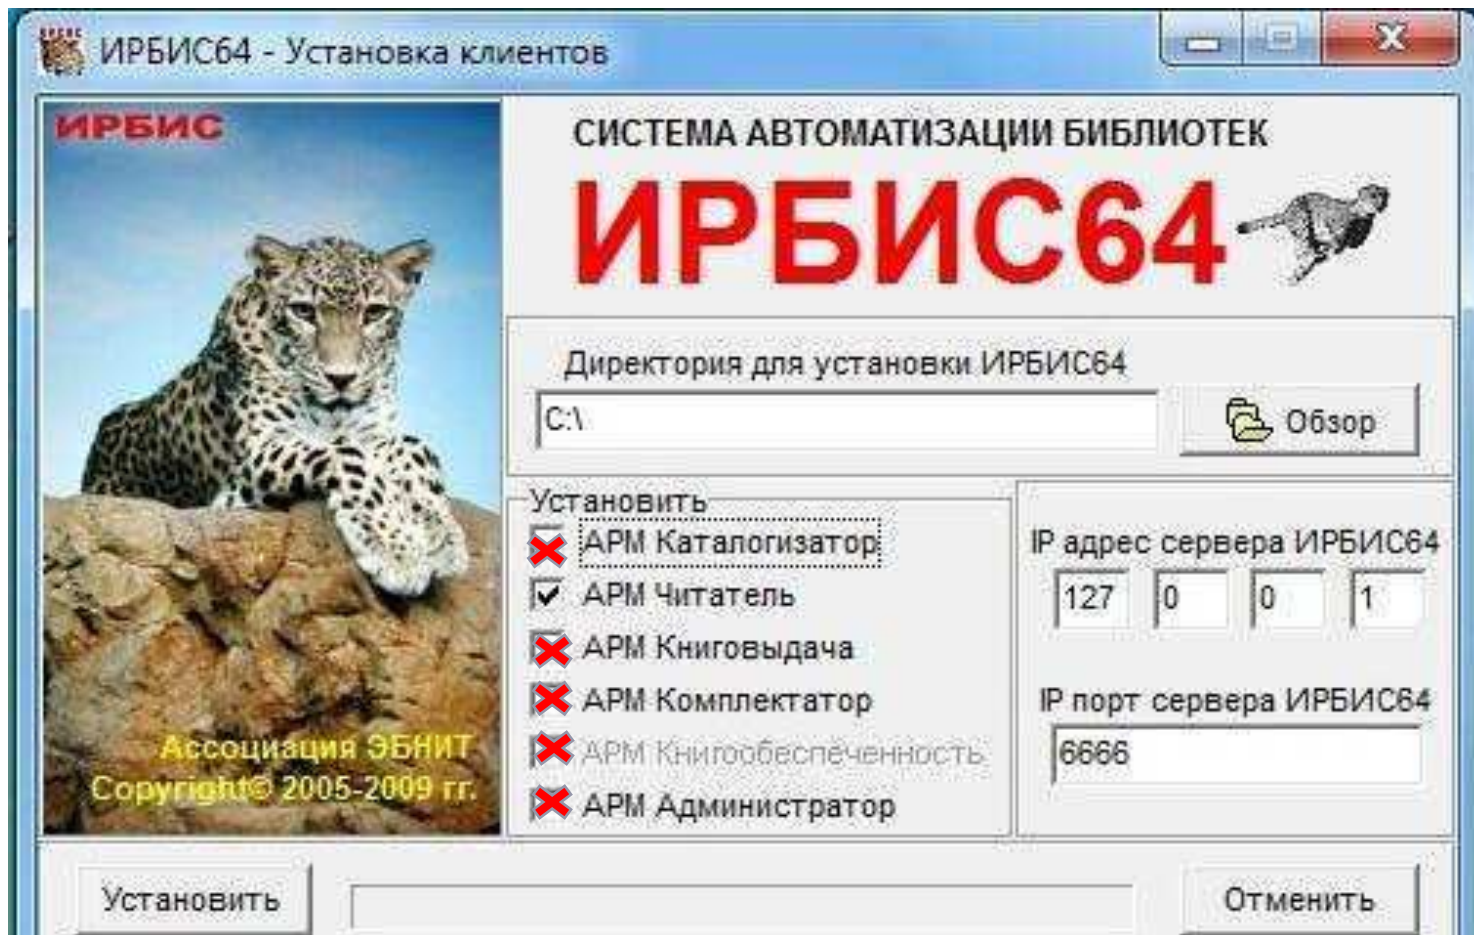 ИРБИС64 - Установка клиентов
ИРБИС
СИСТЕМА АВТОМАТИЗАЦИИ БИБЛИОТЕК
ИРБИС64
Директория для установки ИРБИС64
C:\
Обзор
Установить
АРМ Каталогизатор
АРМ Читатель
АРМ Книговыдача
АРМ Комплектатор
АРМ Книгообеспеченность
АРМ Администратор
IP адрес сервера ИРБИС64
127 0 0 1
IP порт сервера ИРБИС64
6666
Ассоциация ЭБНИТ
Copyright© 2005-2009 гг.
Установить
Отменить